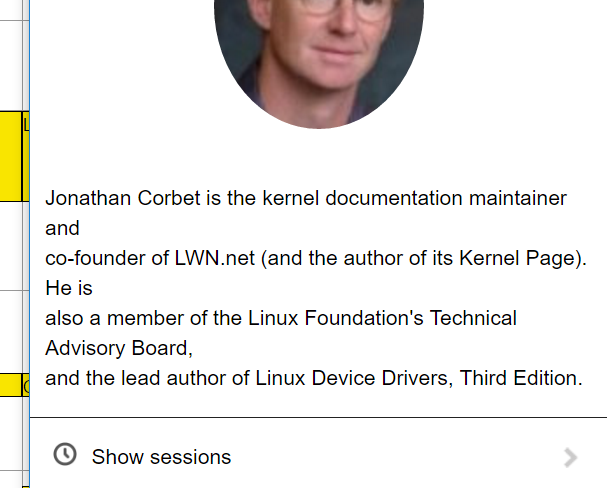 Jonathan Corbet is the kernel documentation maintainer
and
co-founder of LWN.net (and the author of its Kernel Page).
He is
also a member of the Linux Foundation's Technical
Advisory Board,
and the lead author of Linux Device Drivers, Third Edition.
Show sessions